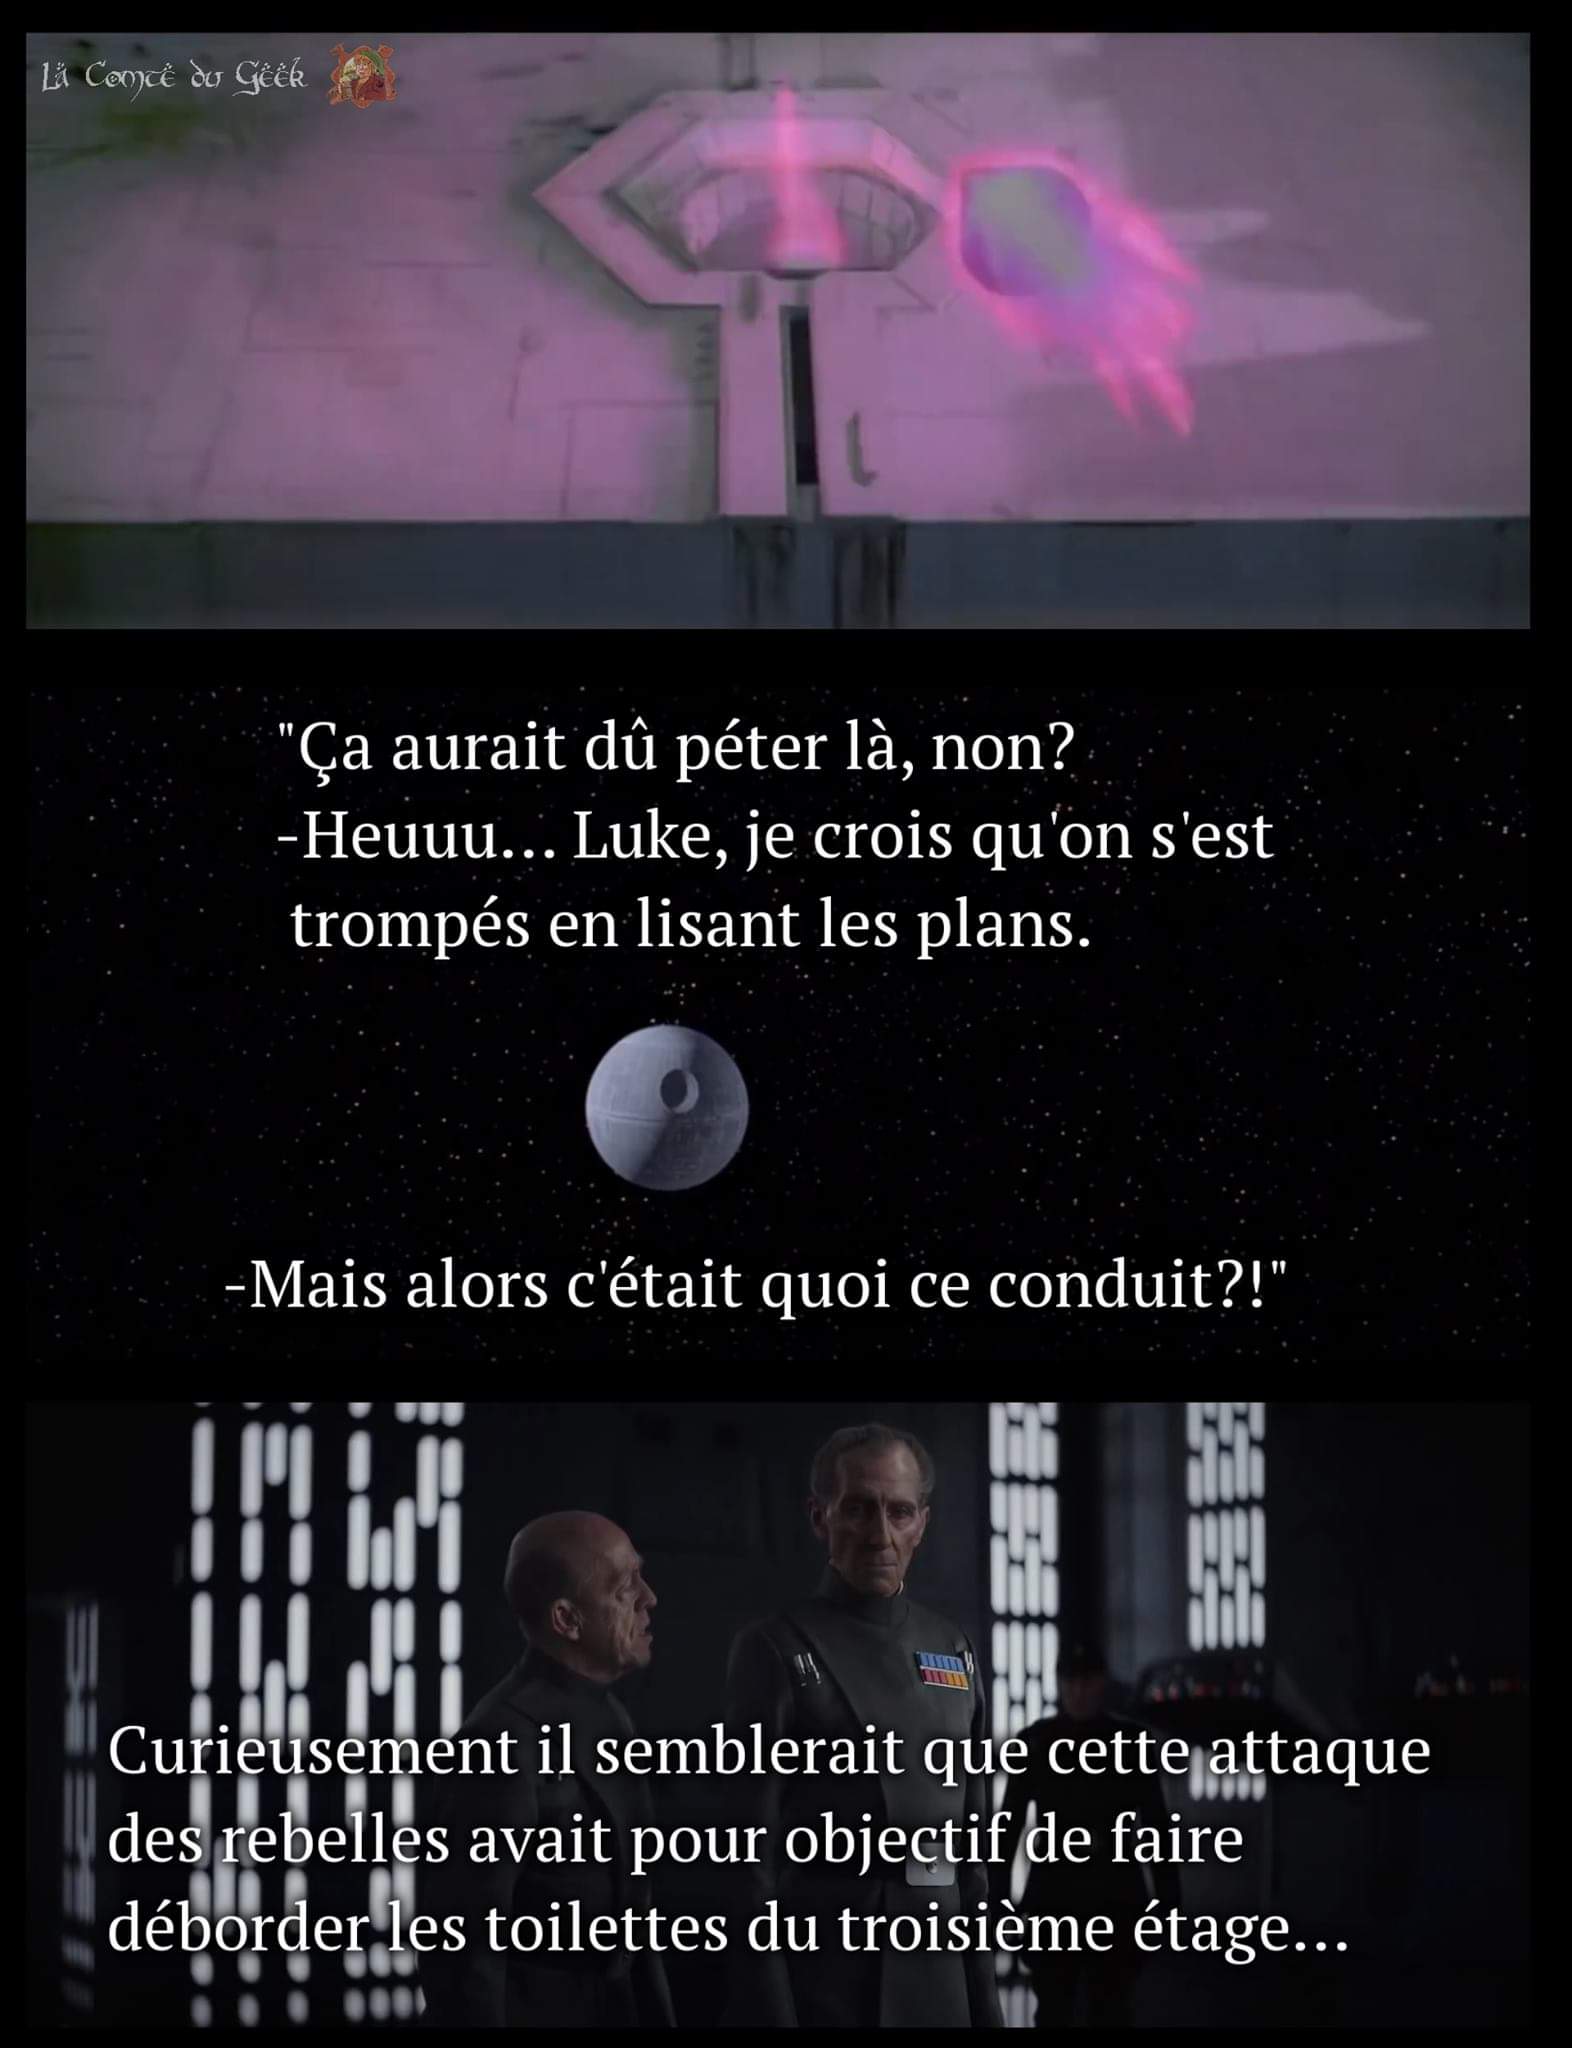 La Comté du Geek
"Ça aurait dû péter là, non?
-Heuuu... Luke, je crois qu'on s'est
trompés en lisant les plans.
-Mais alors c'était quoi ce conduit?!"
Curieusement il semblerait que cette attaque
des rebelles avait pour objectif de faire
déborder les toilettes du troisième étage...